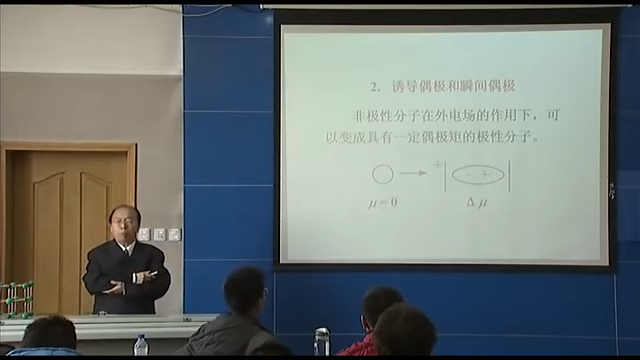 2. 诱导偶极和瞬间偶极
非极性分子在外电场的作用下，可
以变成具有一定偶极矩的极性分子。
+ − +
μ=0 Δμ